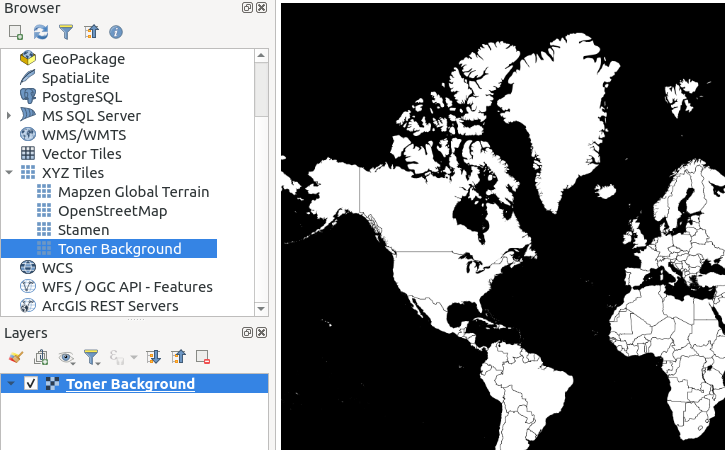 Browser
GeoPackage
SpatiaLite
PostgreSQL
MS SQL Server
WMS/WMTS
Vector Tiles
XYZ Tiles
Mapzen Global Terrain
OpenStreetMap
Stamen
Toner Background
WCS
WFS / OGC API - Features
ArcGIS REST Servers
Layers
Toner Background